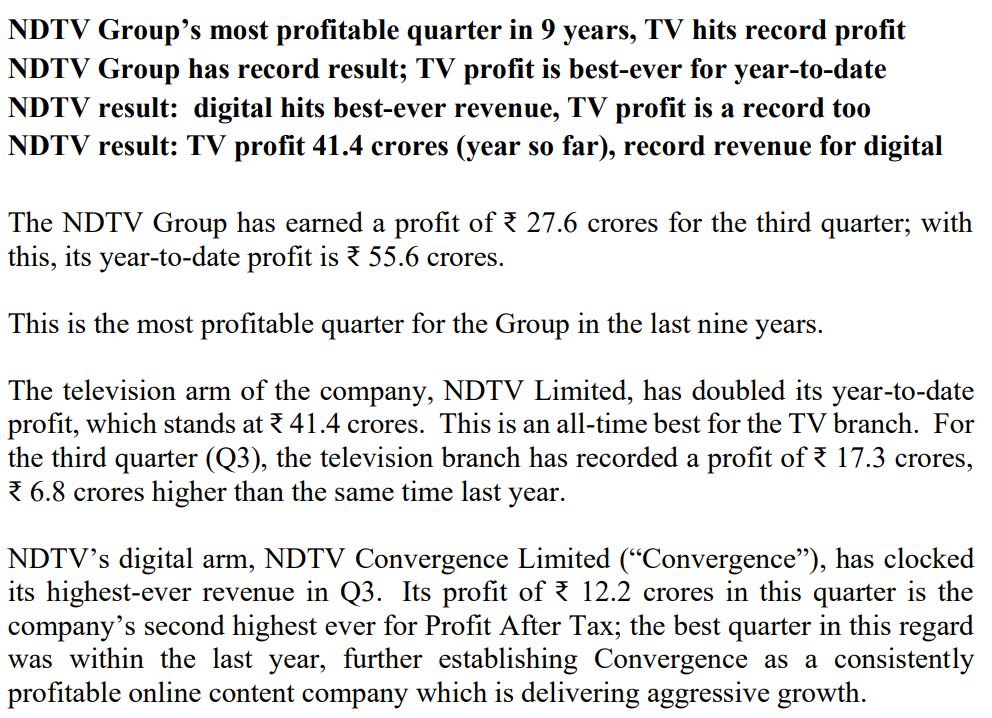 NDTV Group’s most profitable quarter in 9 years, TV hits record profit
NDTV Group has record result; TV profit is best-ever for year-to-date
NDTV result:  digital hits best-ever revenue, TV profit is a record too
NDTV result: TV profit 41.4 crores (year so far), record revenue for digital
The NDTV Group has earned a profit of ₹ 27.6 crores for the third quarter; with
this, its year-to-date profit is ₹ 55.6 crores.
This is the most profitable quarter for the Group in the last nine years.
The television arm of the company, NDTV Limited, has doubled its year-to-date
profit, which stands at ₹ 41.4 crores.  This is an all-time best for the TV branch.  For
the third quarter (Q3), the television branch has recorded a profit of ₹ 17.3 crores,
₹ 6.8 crores higher than the same time last year.
NDTV’s digital arm, NDTV Convergence Limited (“Convergence”), has clocked
its highest-ever revenue in Q3.  Its profit of ₹ 12.2 crores in this quarter is the
company’s second highest ever for Profit After Tax; the best quarter in this regard
was within the last year, further establishing Convergence as a consistently
profitable online content company which is delivering aggressive growth.